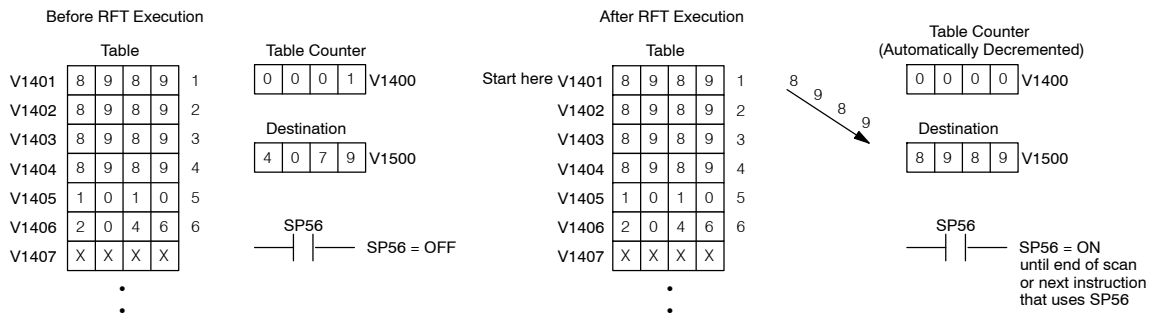 Before RFT Execution
Table
Table Counter
V1401 8 9 8 9 1
0 0 0 1 V1400
V1402 8 9 8 9 2
V1403 8 9 8 9 3
Destination
V1404 8 9 8 9 4
4 0 7 9 V1500
V1405 1 0 1 0 5
V1406 2 0 4 6 6
SP56
SP56 = OFF
V1407 X X X X
After RFT Execution
Table
Table Counter
(Automatically Decremented)
Start here V1401 8 9 8 9 1
8 9 8 9
0 0 0 0 V1400
V1402 8 9 8 9 2
V1403 8 9 8 9 3
Destination
V1404 8 9 8 9 4
8 9 8 9 V1500
V1405 1 0 1 0 5
V1406 2 0 4 6 6
SP56
V1407 X X X X
SP56 = ON
until end of scan
or next instruction
that uses SP56